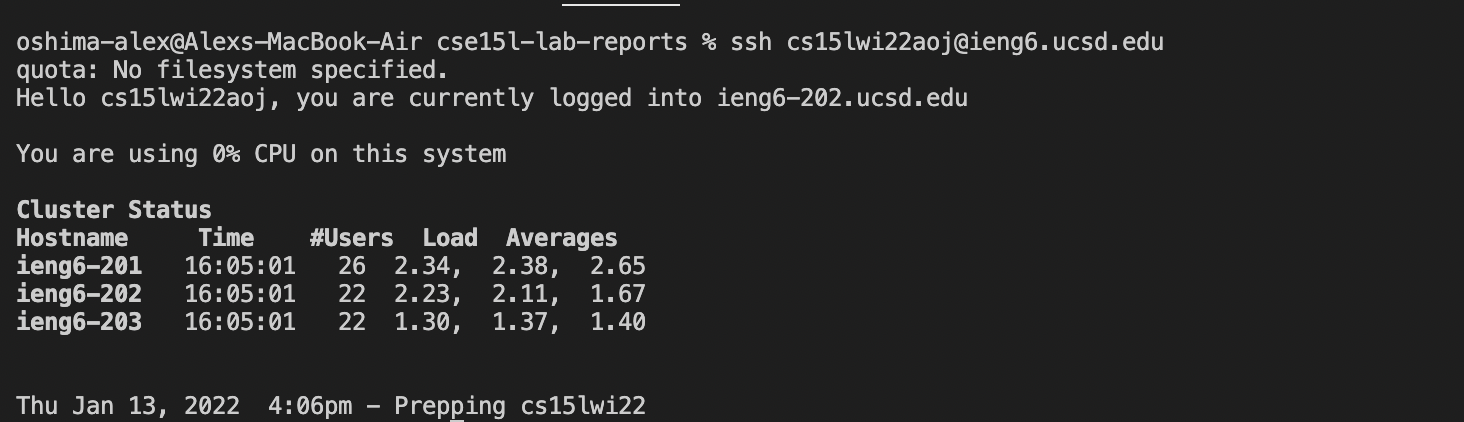 oshima-alex@Alexs-MacBook-Air cse15l-lab-reports % ssh cs15lwi22aoj@ieng6.ucsd.edu
quota: No filesystem specified.
Hello cs15lwi22aoj, you are currently logged into ieng6-202.ucsd.edu
You are using 0% CPU on this system
Cluster Status
Hostname     Time    #Users  Load  Averages
ieng6-201   16:05:01   26  2.34,  2.38,  2.65
ieng6-202   16:05:01   22  2.23,  2.11,  1.67
ieng6-203   16:05:01   22  1.30,  1.37,  1.40
Thu Jan 13, 2022  4:06pm - Prepping cs15lwi22